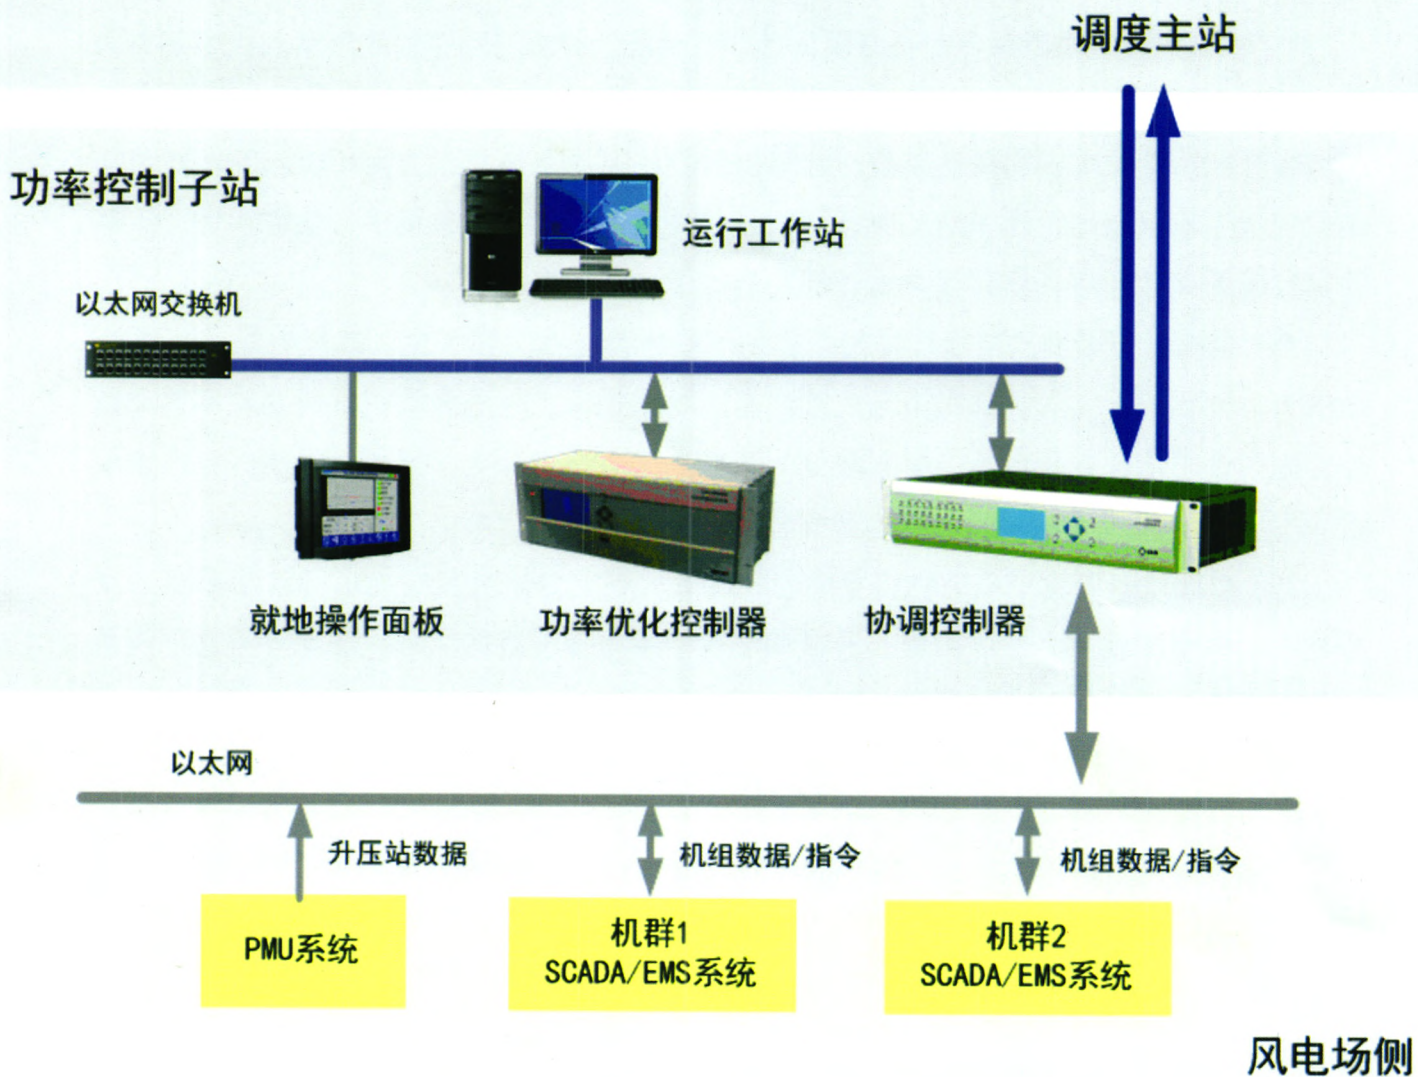 调度主站
功率控制子站
运行工作站
以太网交换机
就地操作面板
功率优化控制器
协调控制器
以太网
升压站数据
机组数据/指令
机组数据/指令
PMU系统
机群1
SCADA/EMS系统
机群2
SCADA/EMS系统
风电场侧